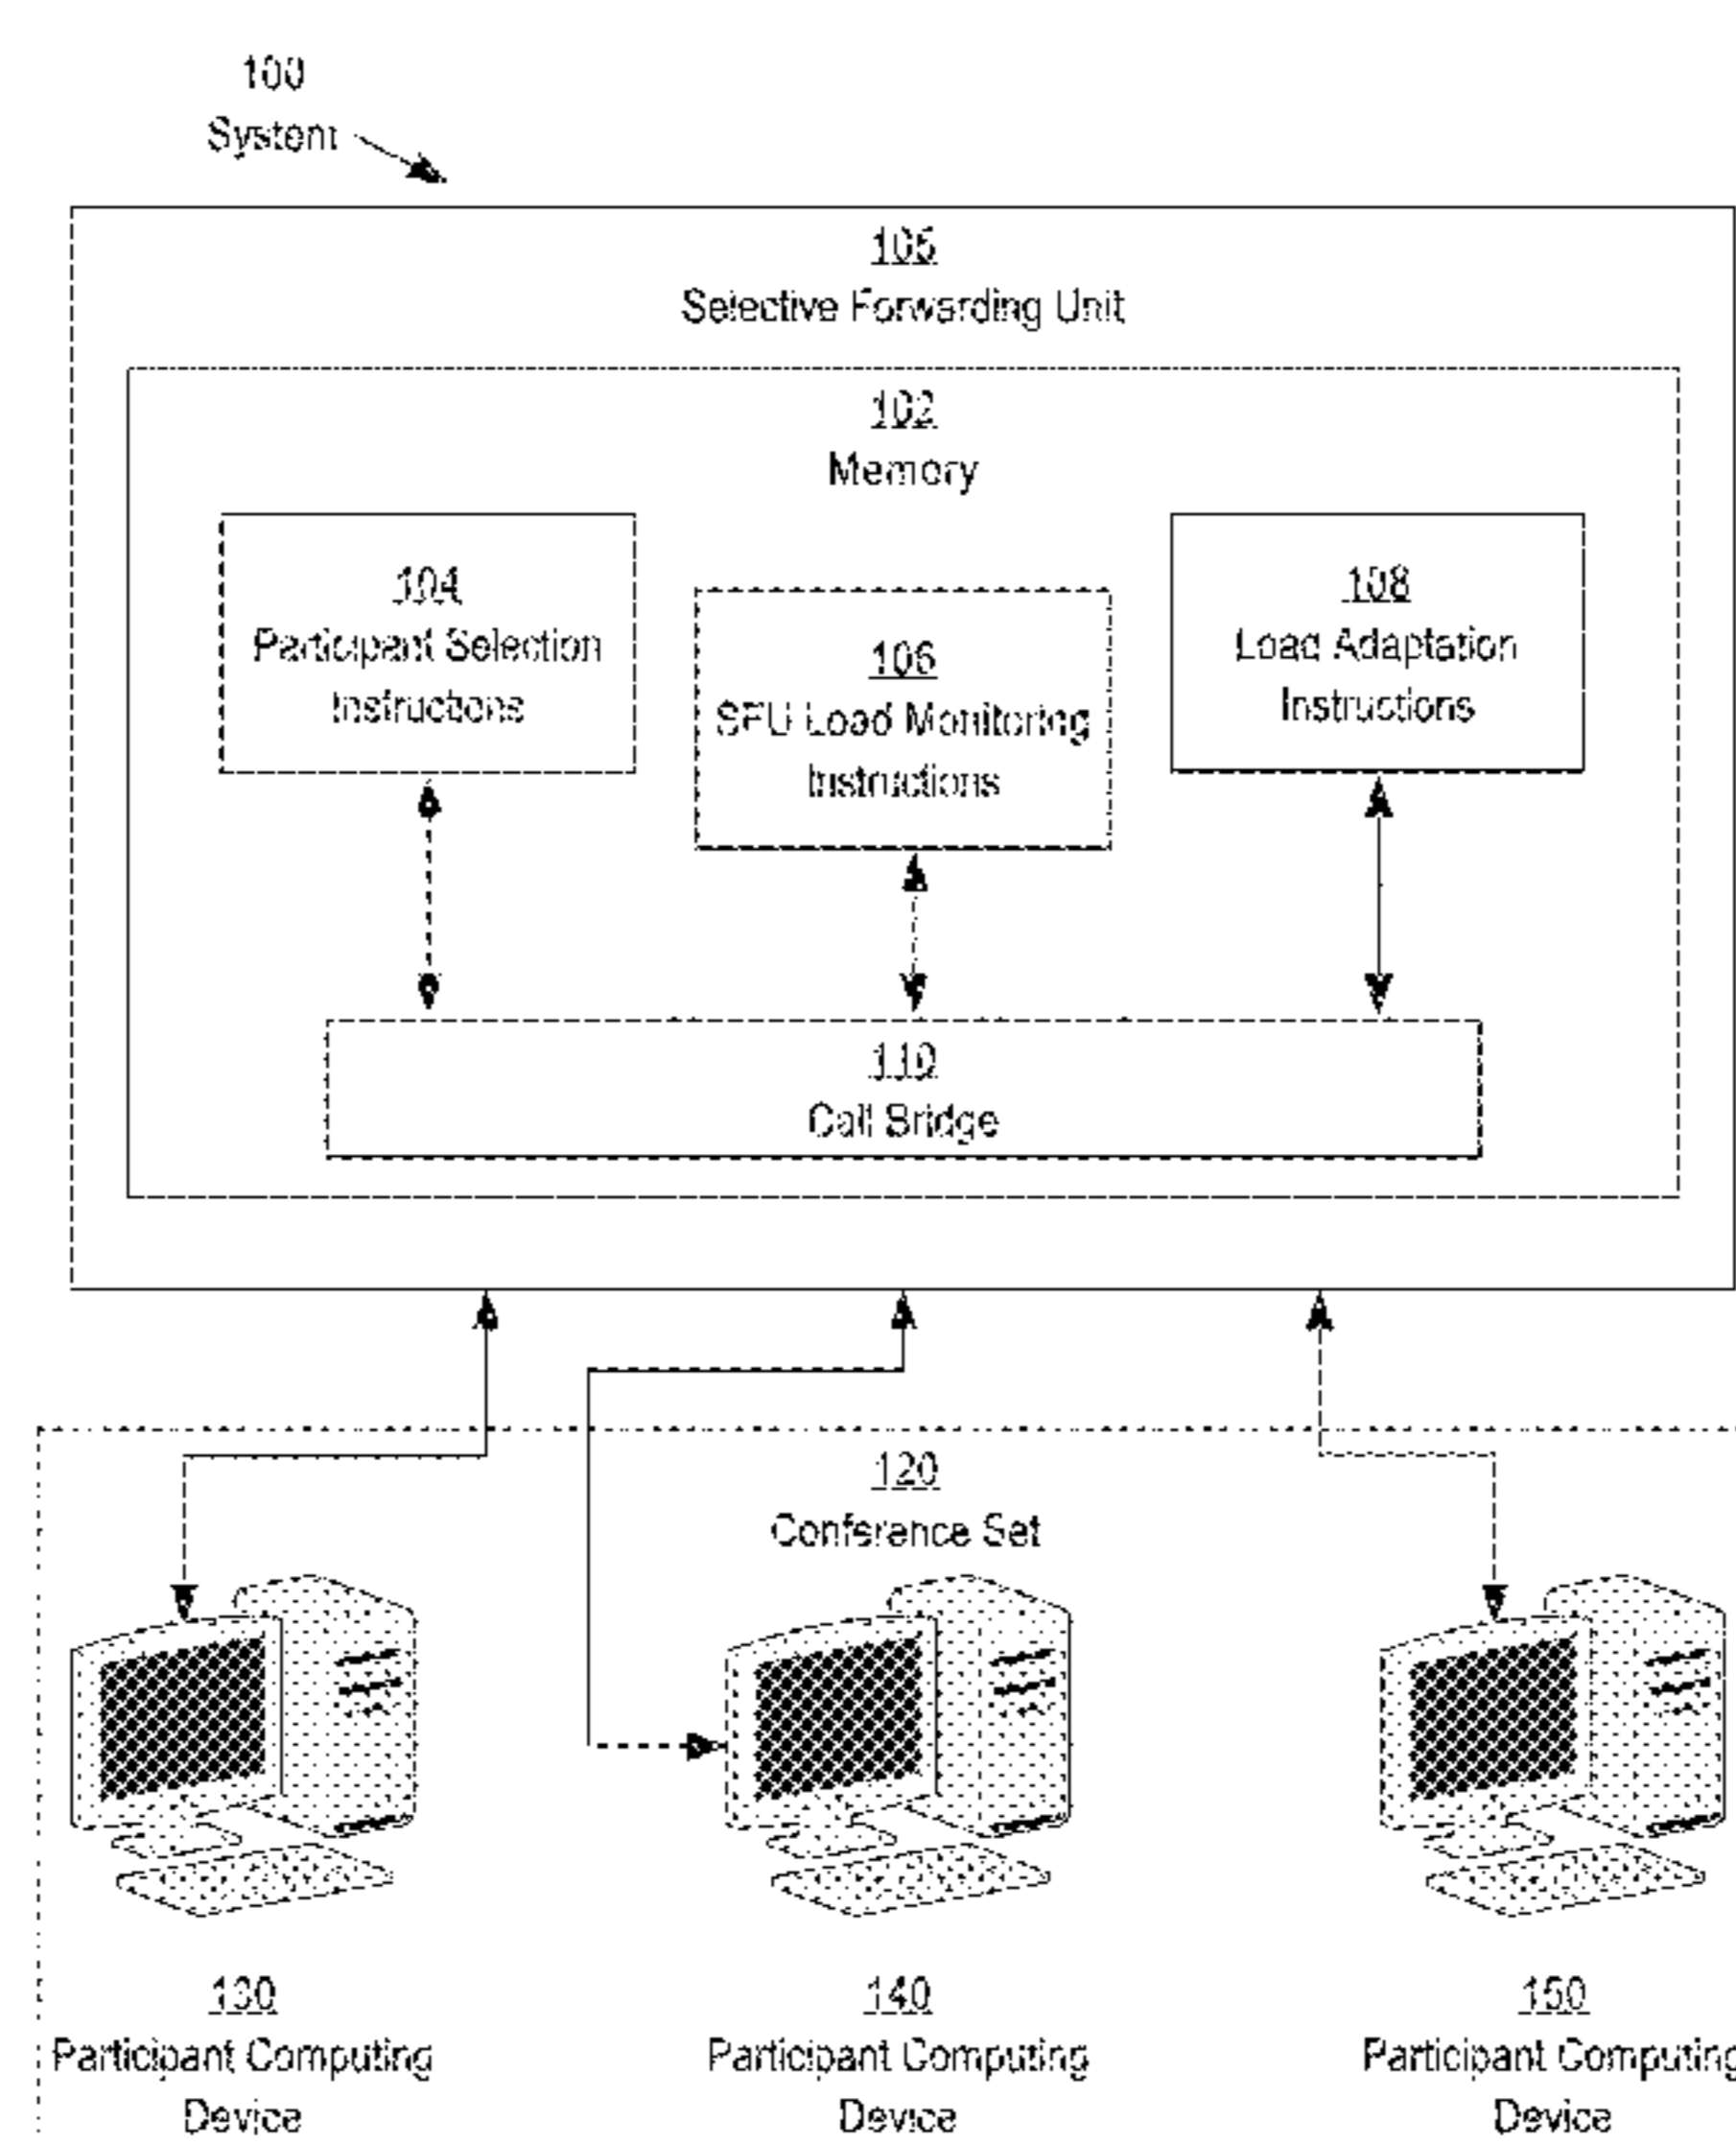 100
System
105
Selective Forwarding Unit
102
Memory
104
Participant Selection
Instructions
106
SFU Load Monitoring
Instructions
108
Load Adaptation
Instructions
110
Call Bridge
120
Conference Set
130
Participant Computing
Device
140
Participant Computing
Device
150
Participant Computing
Device